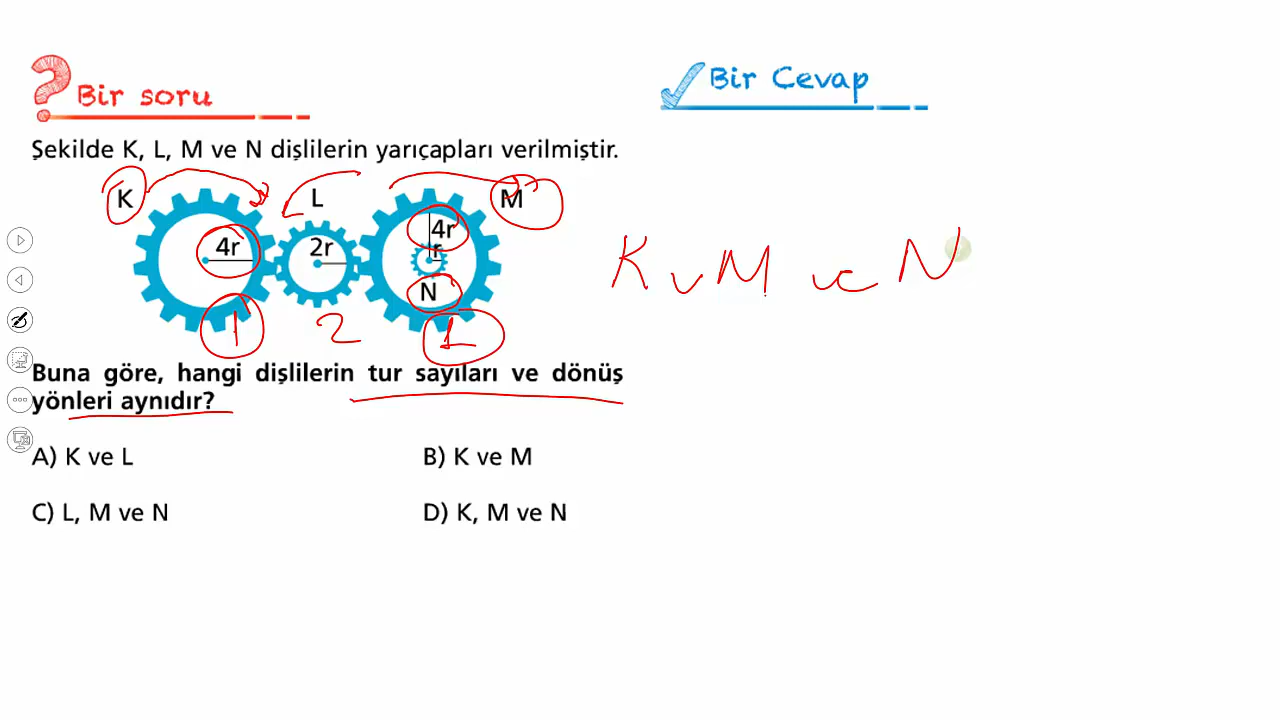 Bir soru
Bir Cevap
Şekilde K, L, M ve N dişlilerin yarıçapları verilmiştir.
K
L
M
4r
2r
4r
r
N
1
2
1
K v M ve N
Buna göre, hangi dişlilerin tur sayıları ve dönüş
yönleri aynıdır?
A) K ve L
B) K ve M
C) L, M ve N
D) K, M ve N